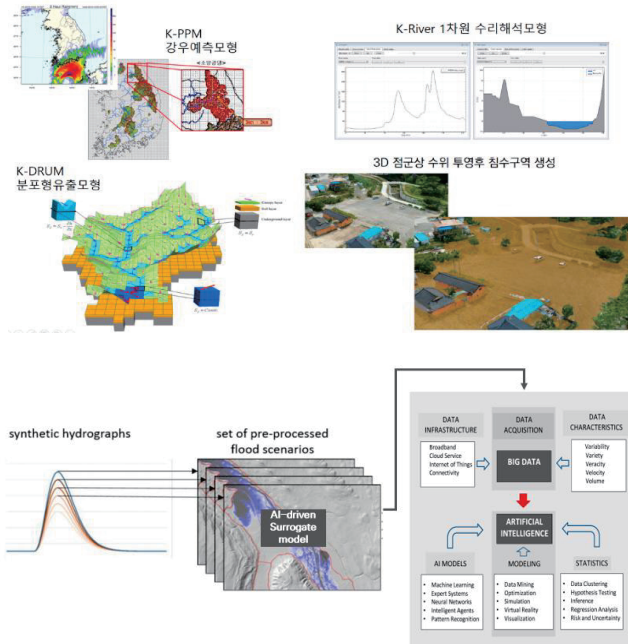 K-PPM
강우예측모형
K-River 1차원 수리해석모형
K-DRUM
분포형유출모형
3D 점군상 수위 투영후 침수구역 생성
synthetic hydrographs
set of pre-processed
flood scenarios
AI-driven
Surrogate
model
DATA
INFRASTRUCTURE
Broadband
Cloud Service
Internet of Things
Connectivity
DATA
ACQUISITION
BIG DATA
DATA
CHARACTERISTICS
Variability
Variety
Veracity
Velocity
Volume
ARTIFICIAL
INTELLIGENCE
AI MODELS
• Machine Learning
• Expert Systems
• Neural Networks
• Intelligent Agents
• Pattern Recognition
MODELING
• Data Mining
• Optimization
• Simulation
• Virtual Reality
• Visualization
STATISTICS
• Data Clustering
• Hypothesis Testing
• Inference
• Regression Analysis
• Risk and Uncertainty